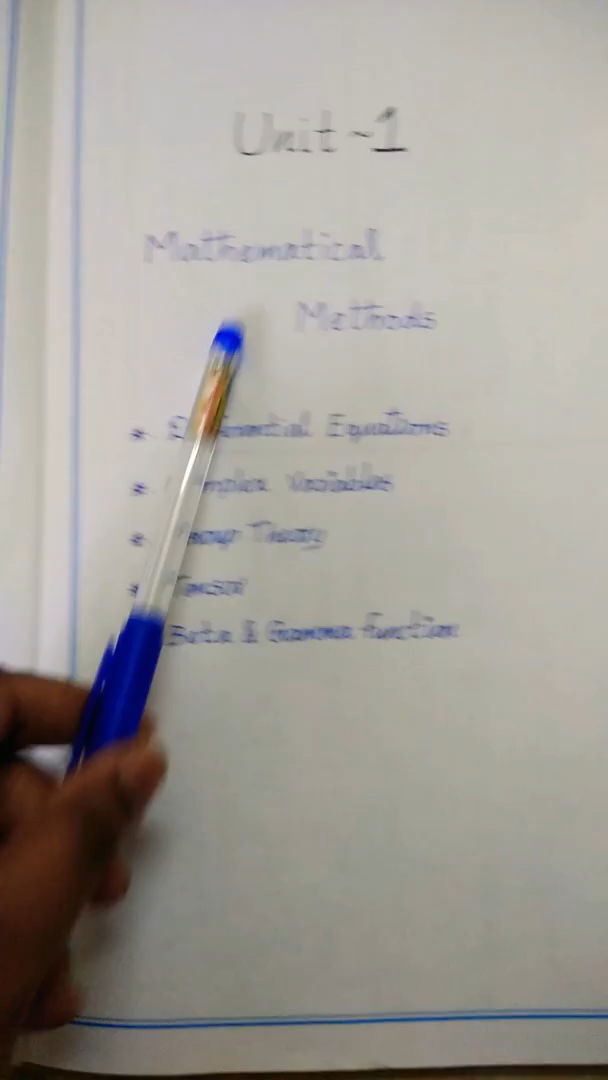 Unit ~ 1
Mathematical
Methods
* Differential Equations
* Complex Variables
* Group Theory
* Tensor
Beta & Gamma function